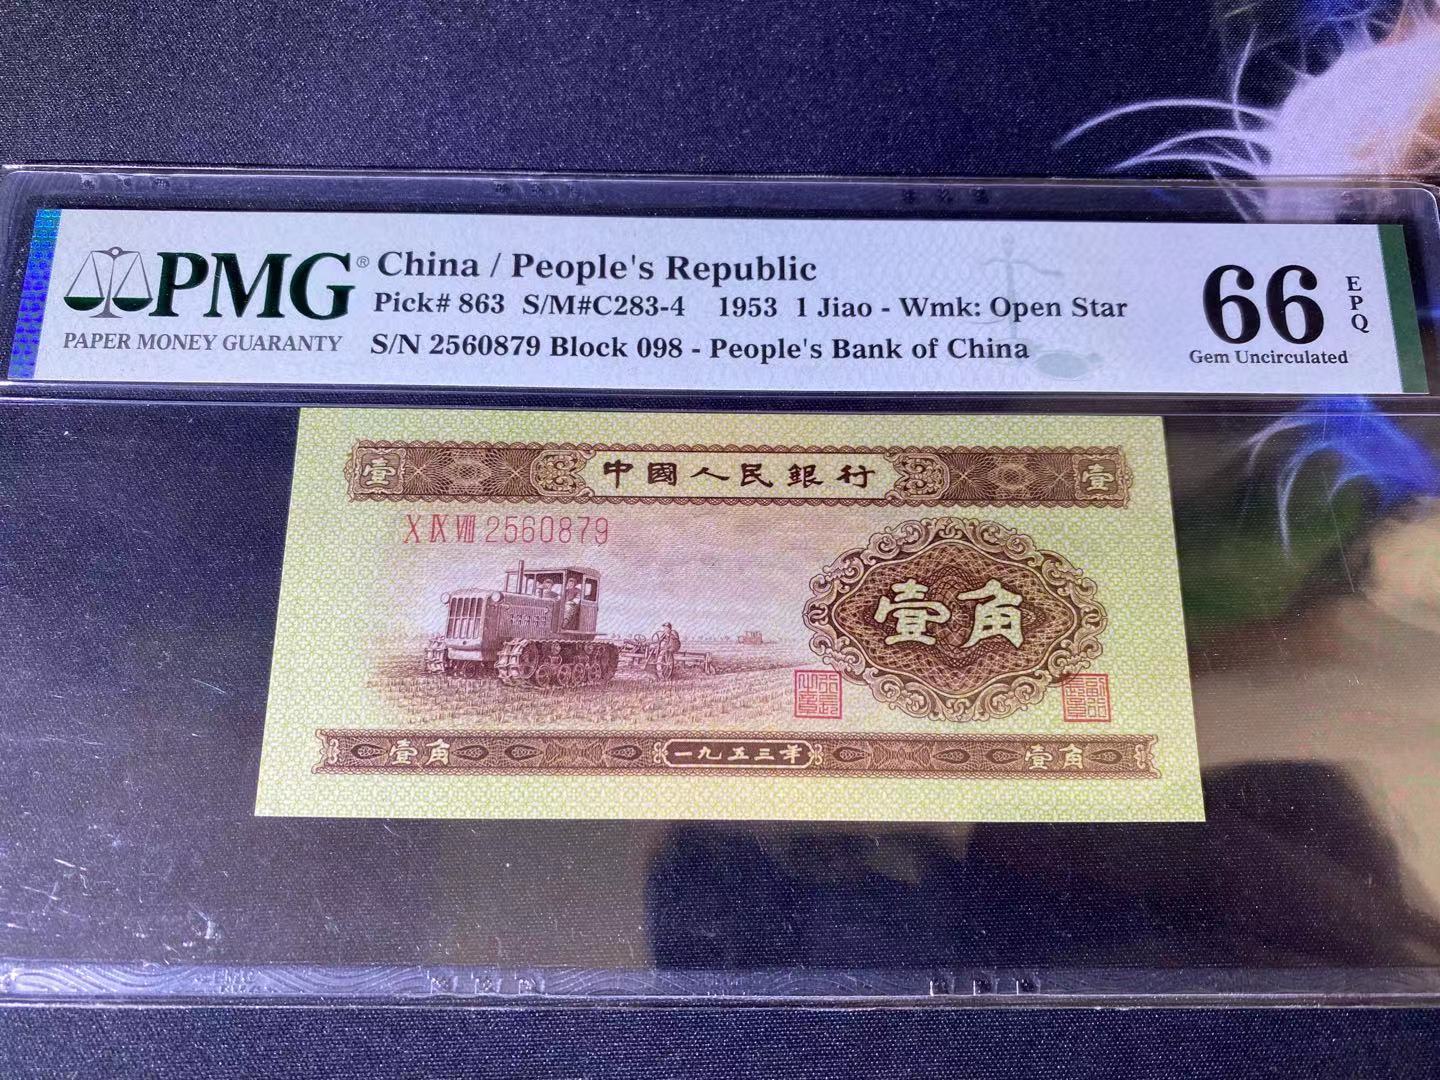 PMG® China / People's Republic
PAPER MONEY GUARANTY
Pick# 863 S/M#C283-4 1953 1 Jiao - Wmk: Open Star
S/N 2560879 Block 098 - People's Bank of China
66 EPQ
Gem Uncirculated
壹 中國人民銀行 壹
X IX VIII 2560879
壹角
壹角 一九五三年 壹角